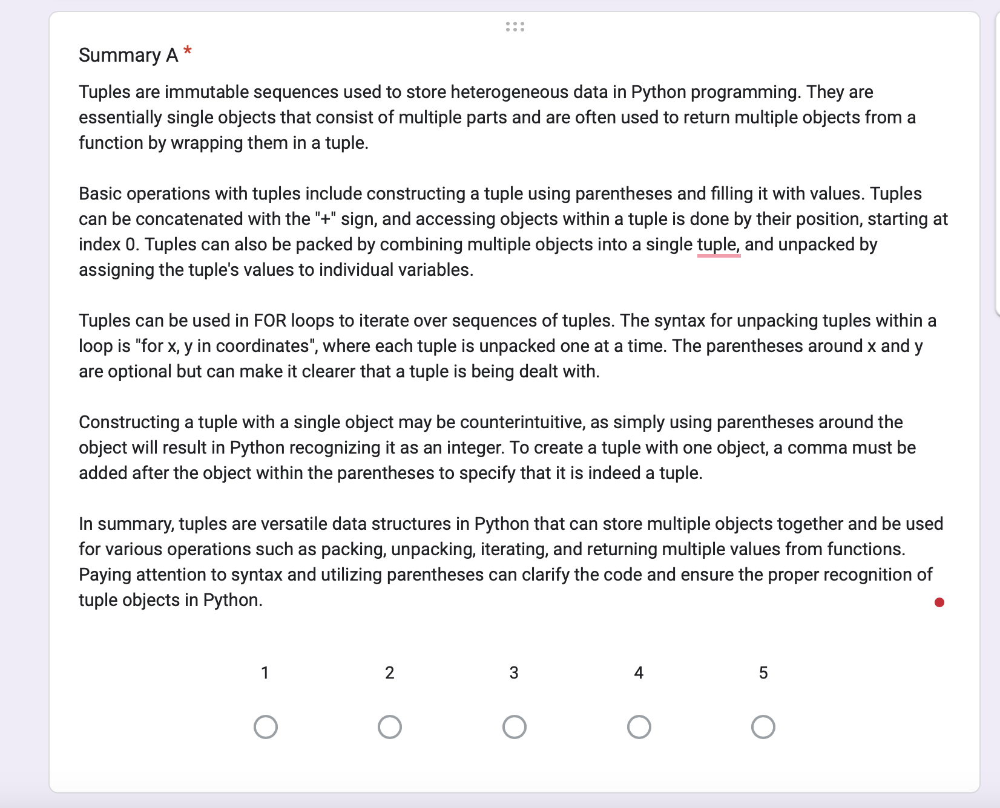 Summary A *
Tuples are immutable sequences used to store heterogeneous data in Python programming. They are
essentially single objects that consist of multiple parts and are often used to return multiple objects from a
function by wrapping them in a tuple.
Basic operations with tuples include constructing a tuple using parentheses and filling it with values. Tuples
can be concatenated with the "+" sign, and accessing objects within a tuple is done by their position, starting at
index 0. Tuples can also be packed by combining multiple objects into a single tuple, and unpacked by
assigning the tuple's values to individual variables.
Tuples can be used in FOR loops to iterate over sequences of tuples. The syntax for unpacking tuples within a
loop is "for x, y in coordinates", where each tuple is unpacked one at a time. The parentheses around x and y
are optional but can make it clearer that a tuple is being dealt with.
Constructing a tuple with a single object may be counterintuitive, as simply using parentheses around the
object will result in Python recognizing it as an integer. To create a tuple with one object, a comma must be
added after the object within the parentheses to specify that it is indeed a tuple.
In summary, tuples are versatile data structures in Python that can store multiple objects together and be used
for various operations such as packing, unpacking, iterating, and returning multiple values from functions.
Paying attention to syntax and utilizing parentheses can clarify the code and ensure the proper recognition of
tuple objects in Python.
1 2 3 4 5